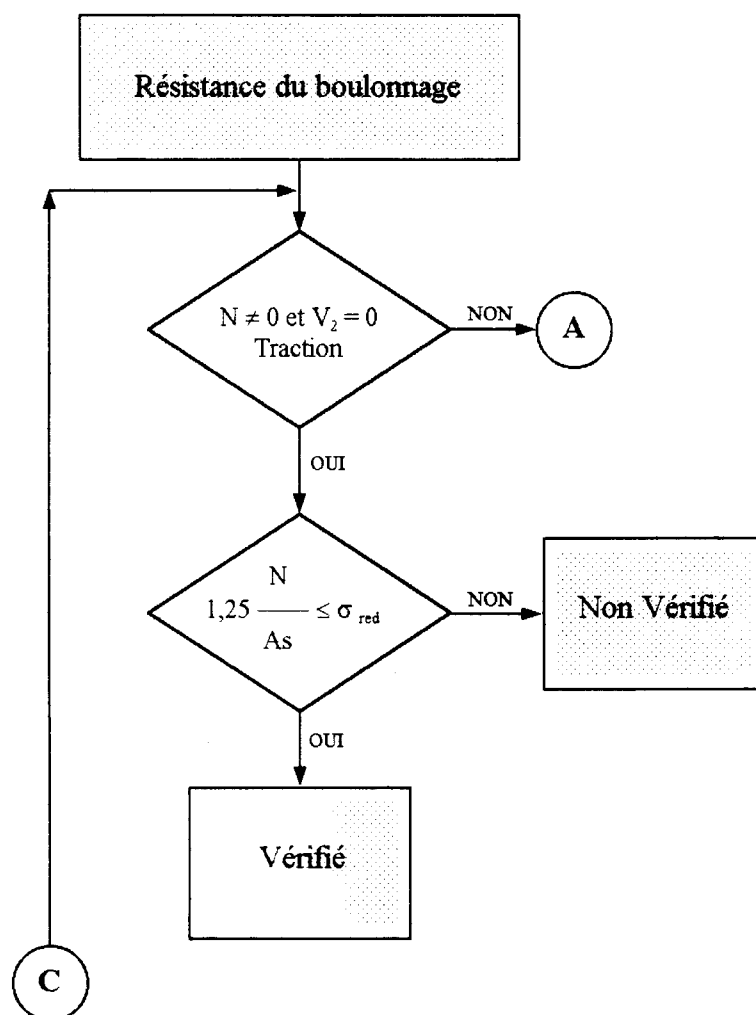 Résistance du boulonnage
N ≠ 0 et V₂ = 0
Traction
NON
A
OUI
N
1,25 —— ≤ σ red
As
NON
Non Vérifié
OUI
Vérifié
C